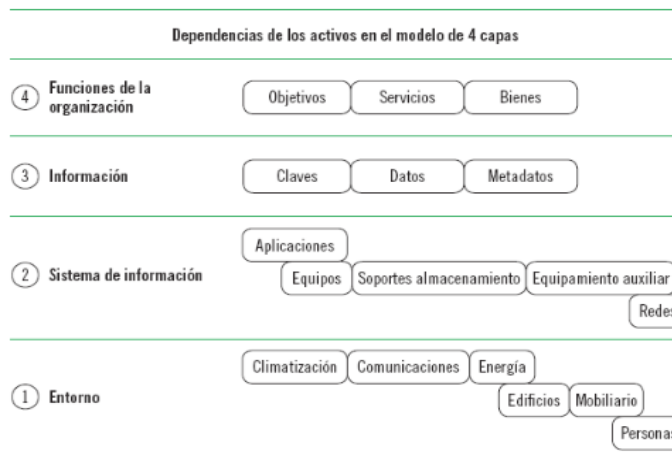 Dependencias de los activos en el modelo de 4 capas
4 Funciones de la organización
Objetivos Servicios Bienes
3 Información
Claves Datos Metadatos
Aplicaciones
2 Sistema de información
Equipos Soportes almacenamiento Equipamiento auxiliar
Redes
Climatización Comunicaciones Energía
1 Entorno
Edificios Mobiliario
Personas